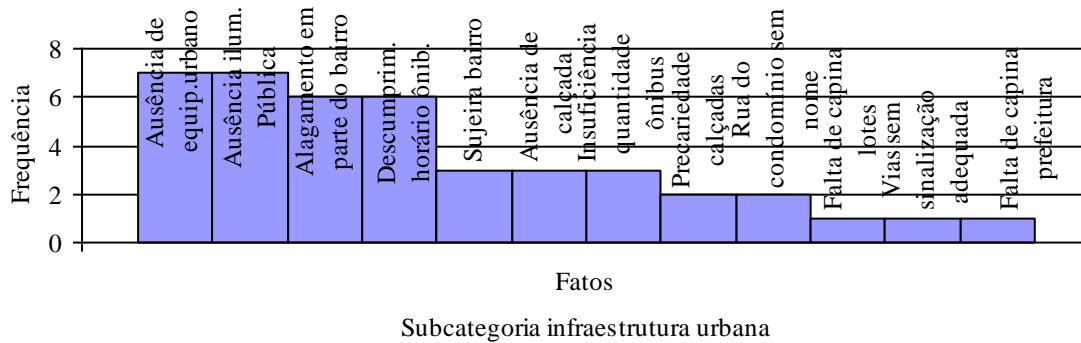 8
6
4
2
0
Frequência
Ausência de
equip.urbano
Ausência ilum.
Pública
Alagamento em
parte do bairro
Descumprim.
horário ônib.
Sujeira bairro
Ausência de
calçada
Insuficiência
quantidade
ônibus
Precariedade
calçadas
Rua do
condomínio sem
nome
Falta de capina
lotes
Vias sem
sinalização
adequada
Falta de capina
prefeitura
Fatos
Subcategoria infraestrutura urbana